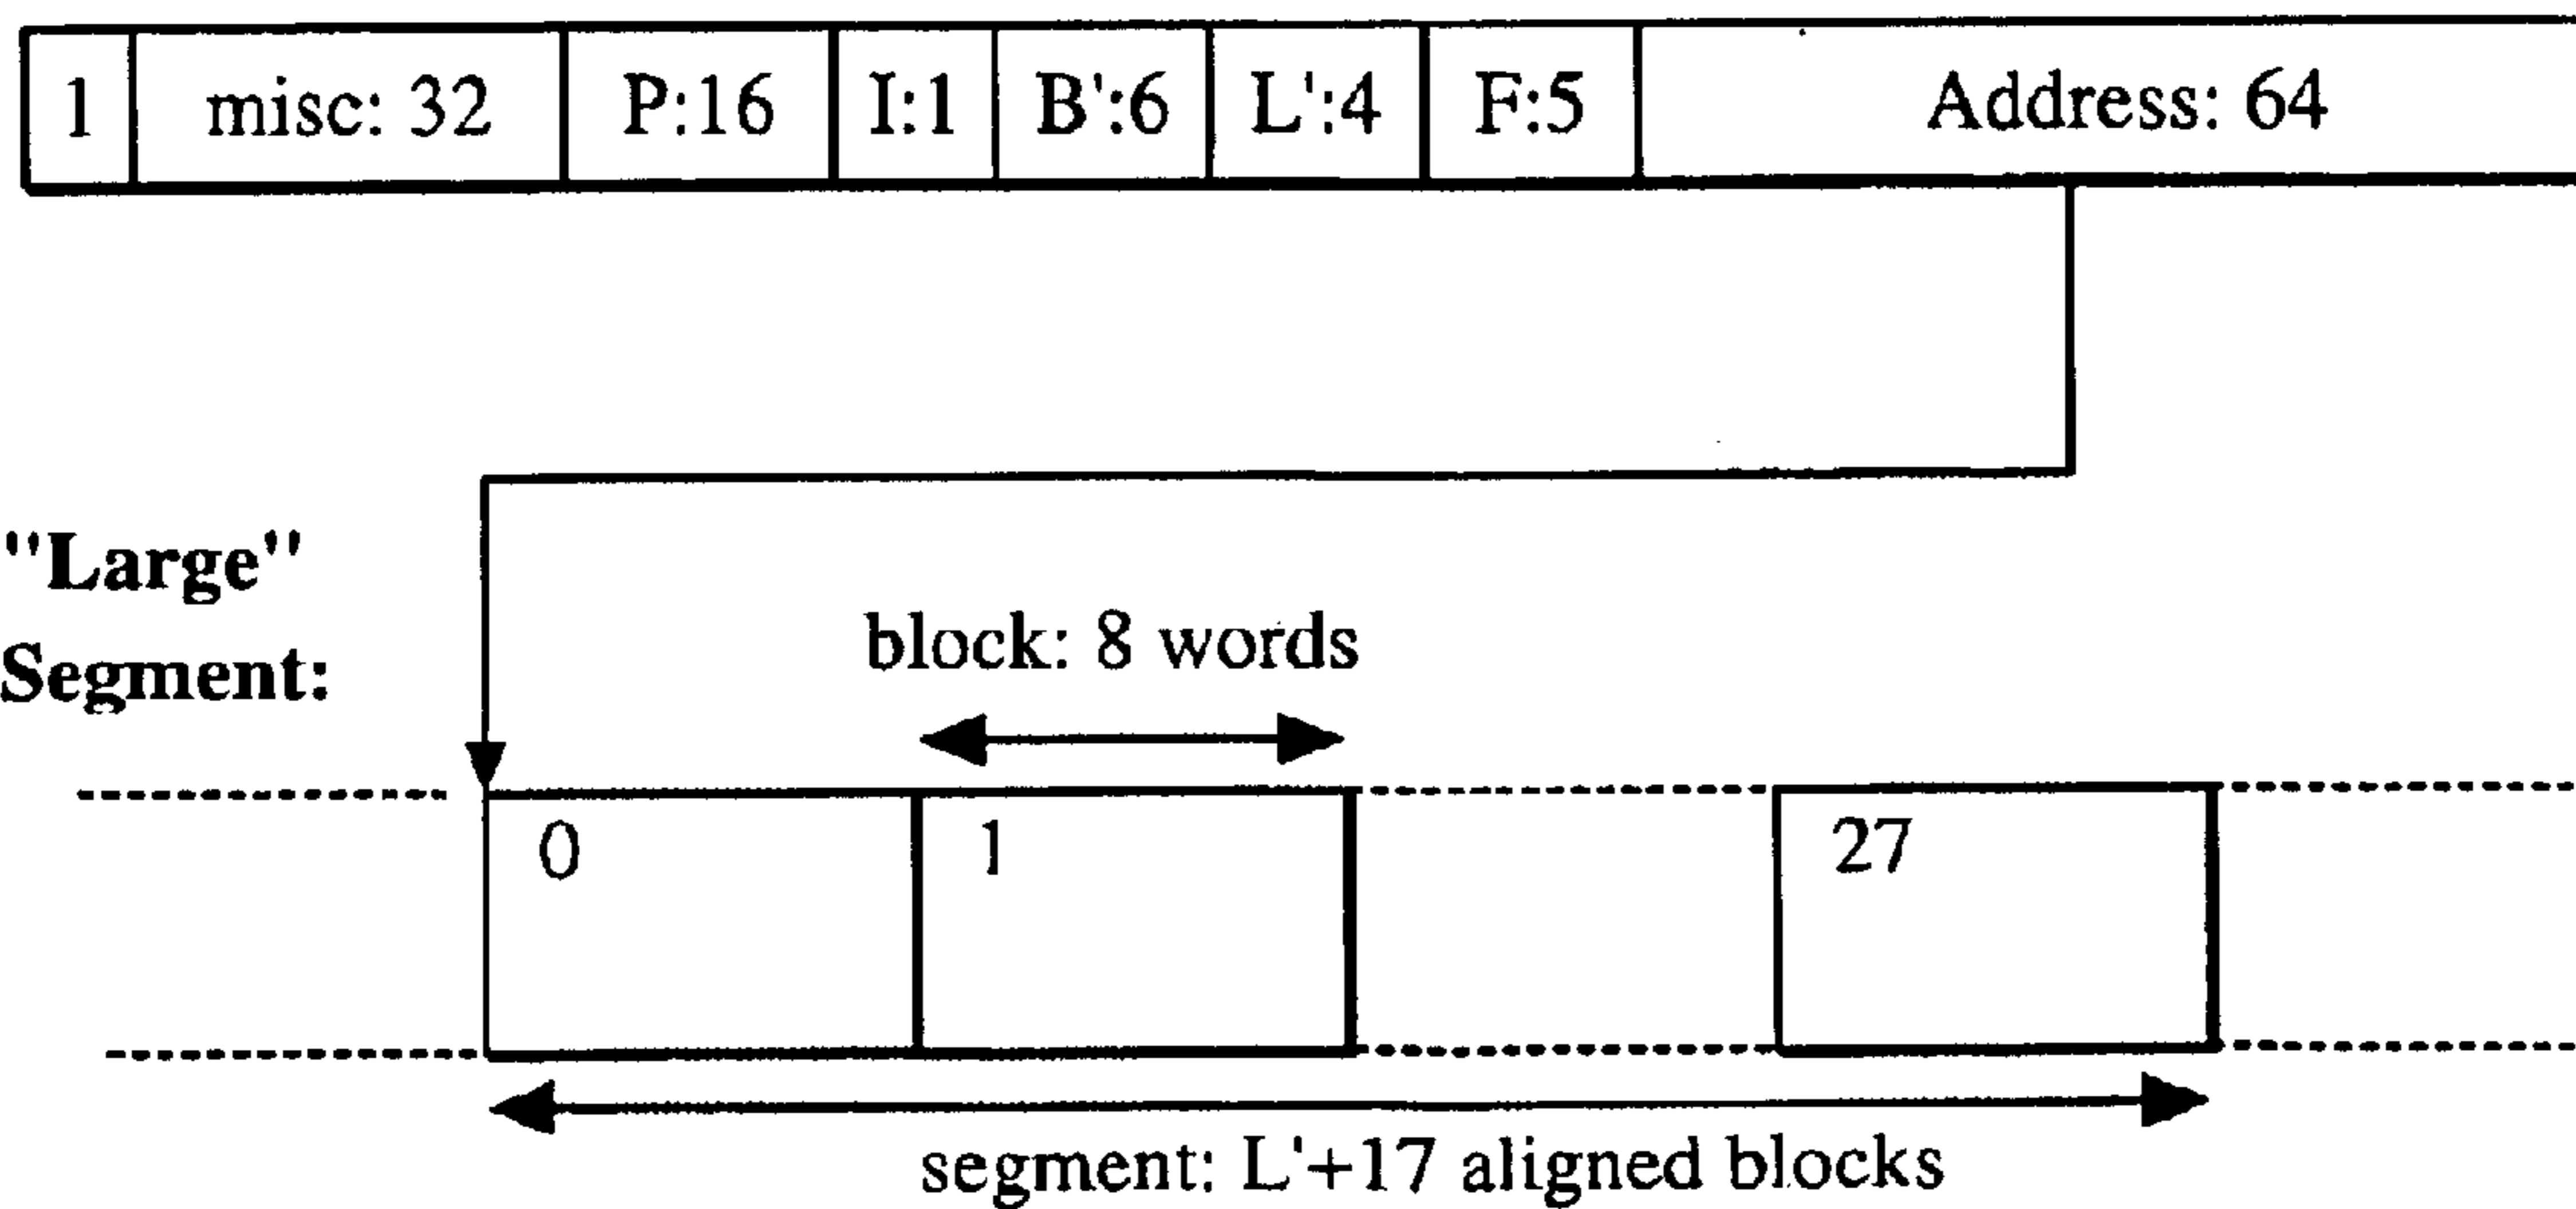 1 misc: 32 P:16 I:1 B':6 L':4 F:5 Address: 64
"Large"
Segment:
block: 8 words
0 1 27
segment: L'+17 aligned blocks